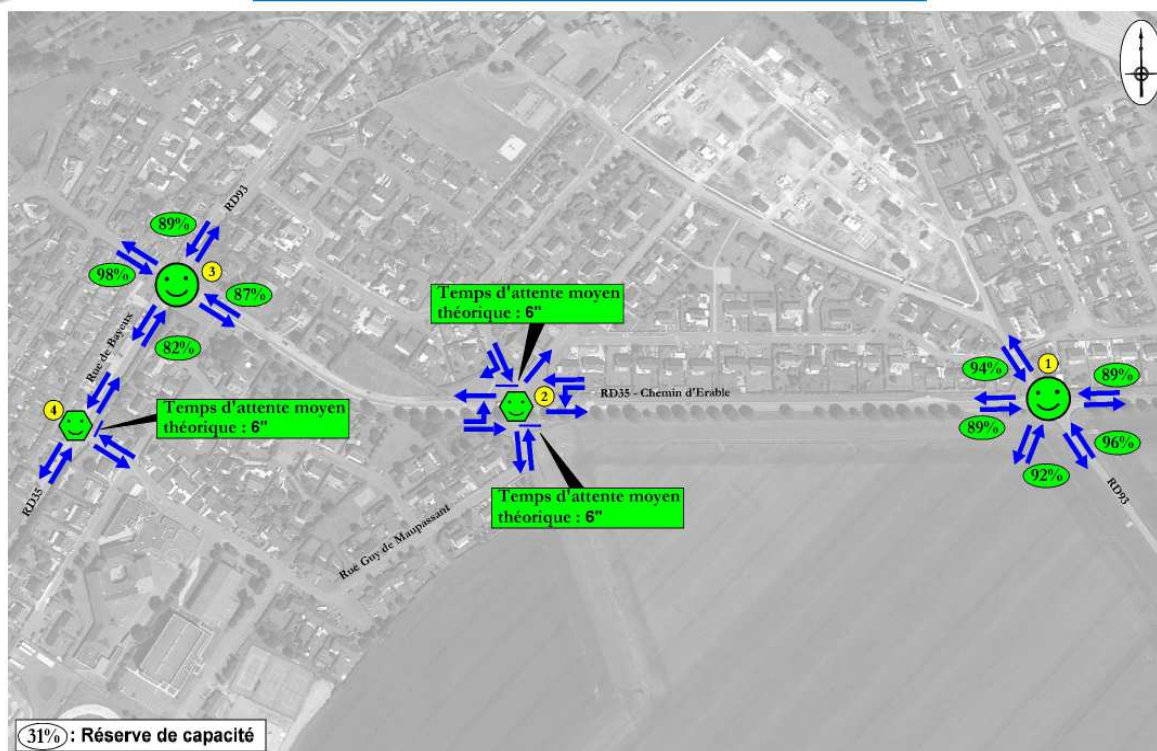 RD93
89%
98%
3
87%
82%
Rue de Bayeux
4
Temps d'attente moyen
théorique : 6"
RD35
Temps d'attente moyen
théorique : 6"
2
RD35 - Chemin d'Erable
Temps d'attente moyen
théorique : 6"
Rue Guy de Maupassant
1
94%
89%
89%
96%
92%
RD93
31% : Réserve de capacité